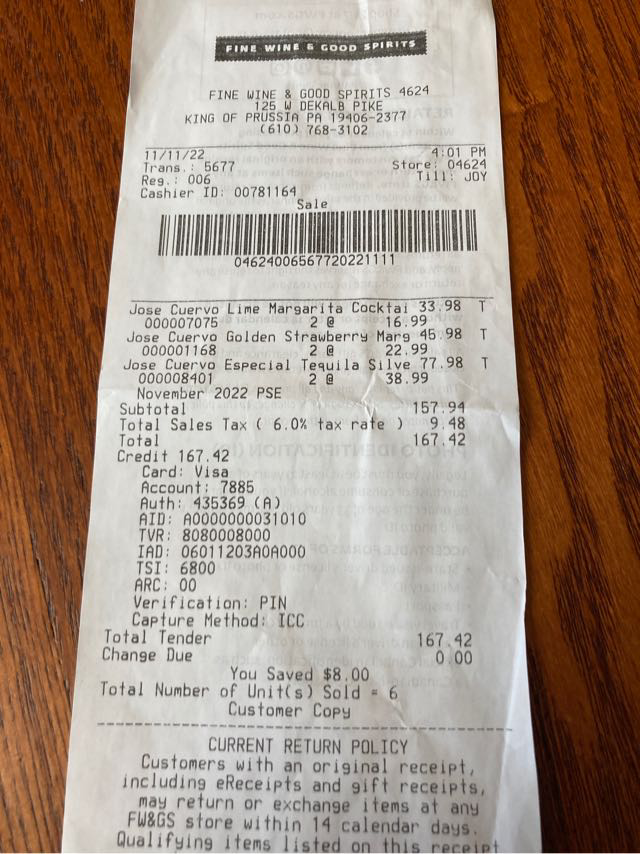 FINE WINE & GOOD SPIRITS
FINE WINE & GOOD SPIRITS 4624
125 W DEKALB PIKE
KING OF PRUSSIA PA 19406-2377
(610) 768-3102
11/11/22 4:01 PM
Trans.: 5677 Store: 04624
Reg.: 006 Till: JOY
Cashier ID: 00781164
Sale
04624006567720221111
Jose Cuervo Lime Margarita Cocktai 33.98 T
000007075 2 @ 16.99
Jose Cuervo Golden Strawberry Marg 45.98 T
000001168 2 @ 22.99
Jose Cuervo Especial Tequila Silve 77.98 T
000008401 2 @ 38.99
November 2022 PSE
Subtotal 157.94
Total Sales Tax ( 6.0% tax rate ) 9.48
Total 167.42
Credit 167.42
Card: Visa
Account: 7885
Auth: 435369 (A)
AID: A0000000031010
TVR: 8080008000
IAD: 06011203A0A000
TSI: 6800
ARC: 00
Verification: PIN
Capture Method: ICC
Total Tender 167.42
Change Due 0.00
You Saved $8.00
Total Number of Unit(s) Sold = 6
Customer Copy
CURRENT RETURN POLICY
Customers with an original receipt,
including eReceipts and gift receipts,
may return or exchange items at any
FW&GS store within 14 calendar days.
Qualifying items listed on this receipt